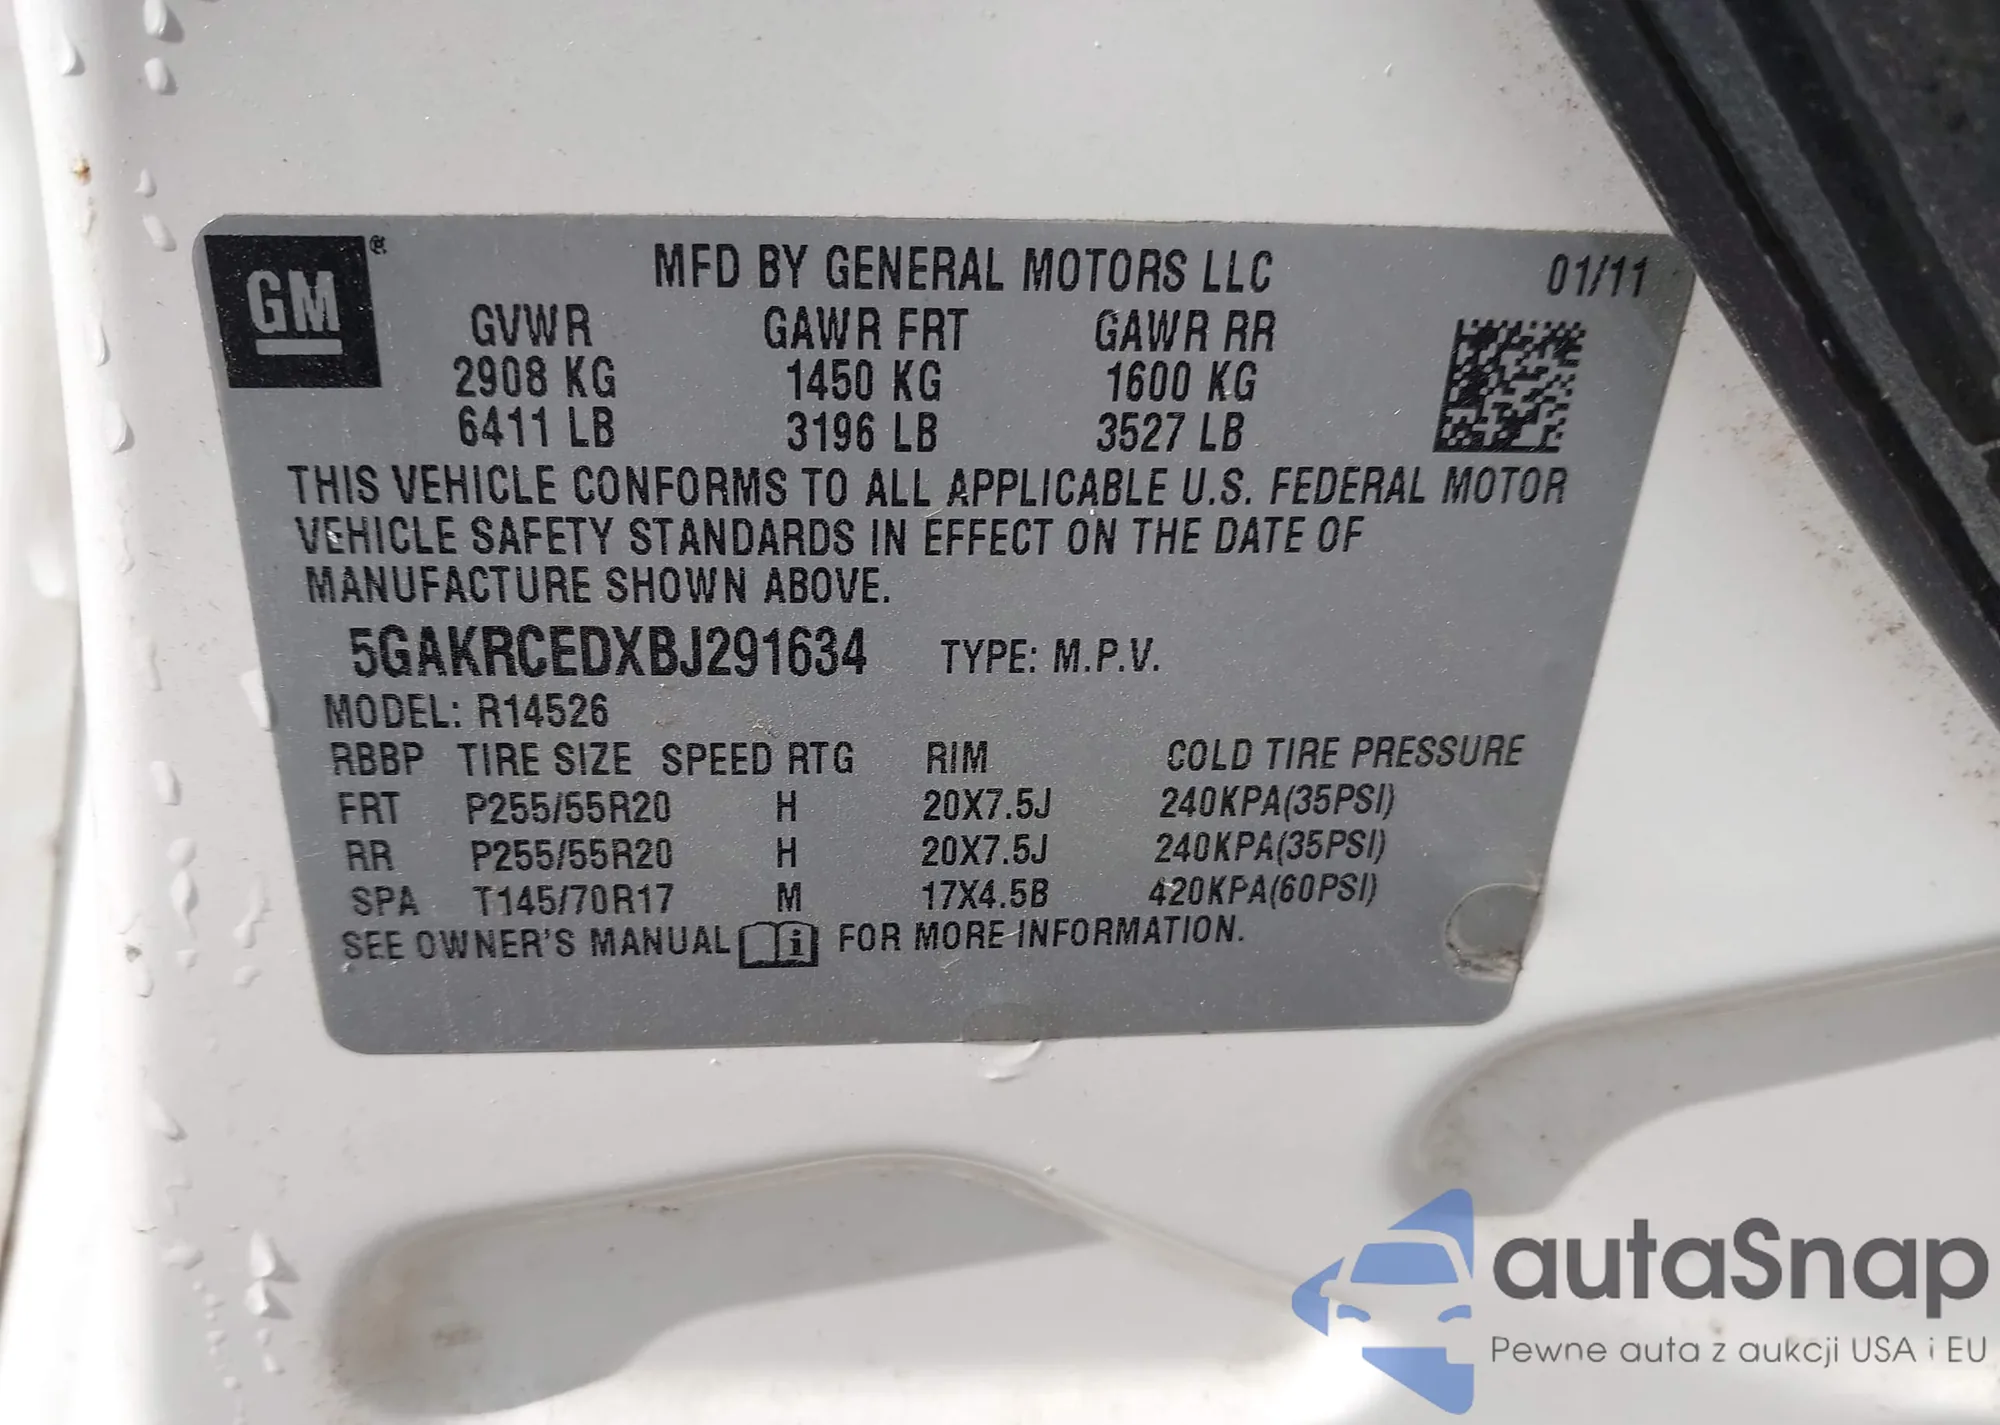 GM ®
MFD BY GENERAL MOTORS LLC 01/11
GVWR GAWR FRT GAWR RR
2908 KG 1450 KG 1600 KG
6411 LB 3196 LB 3527 LB
THIS VEHICLE CONFORMS TO ALL APPLICABLE U.S. FEDERAL MOTOR
VEHICLE SAFETY STANDARDS IN EFFECT ON THE DATE OF
MANUFACTURE SHOWN ABOVE.
5GAKRCEDXBJ291634 TYPE: M.P.V.
MODEL: R14526
RBBP TIRE SIZE SPEED RTG RIM COLD TIRE PRESSURE
FRT P255/55R20 H 20X7.5J 240KPA(35PSI)
RR P255/55R20 H 20X7.5J 240KPA(35PSI)
SPA T145/70R17 M 17X4.5B 420KPA(60PSI)
SEE OWNER'S MANUAL i FOR MORE INFORMATION.
autaSnap
Pewne auta z aukcji USA i EU